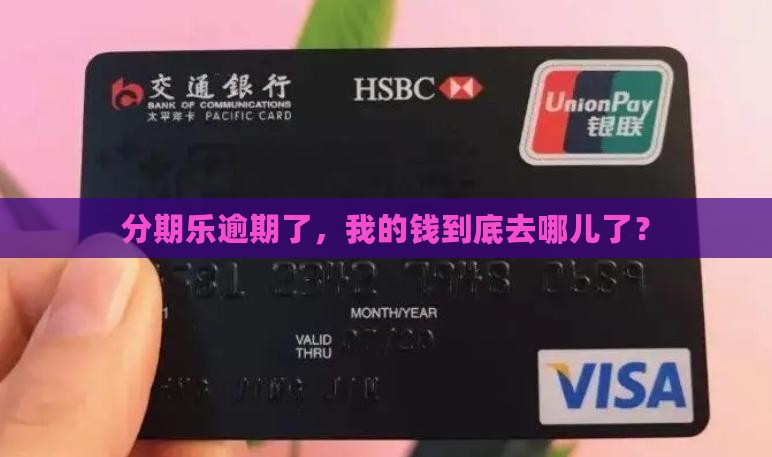 交通銀行
BANK OF COMMUNICATIONS
太平洋卡 PACIFIC CARD
HSBC
UnionPay
银联
分期乐逾期了，我的钱到底去哪儿了？
MONTH/YEAR
VALID
THRU
VISA